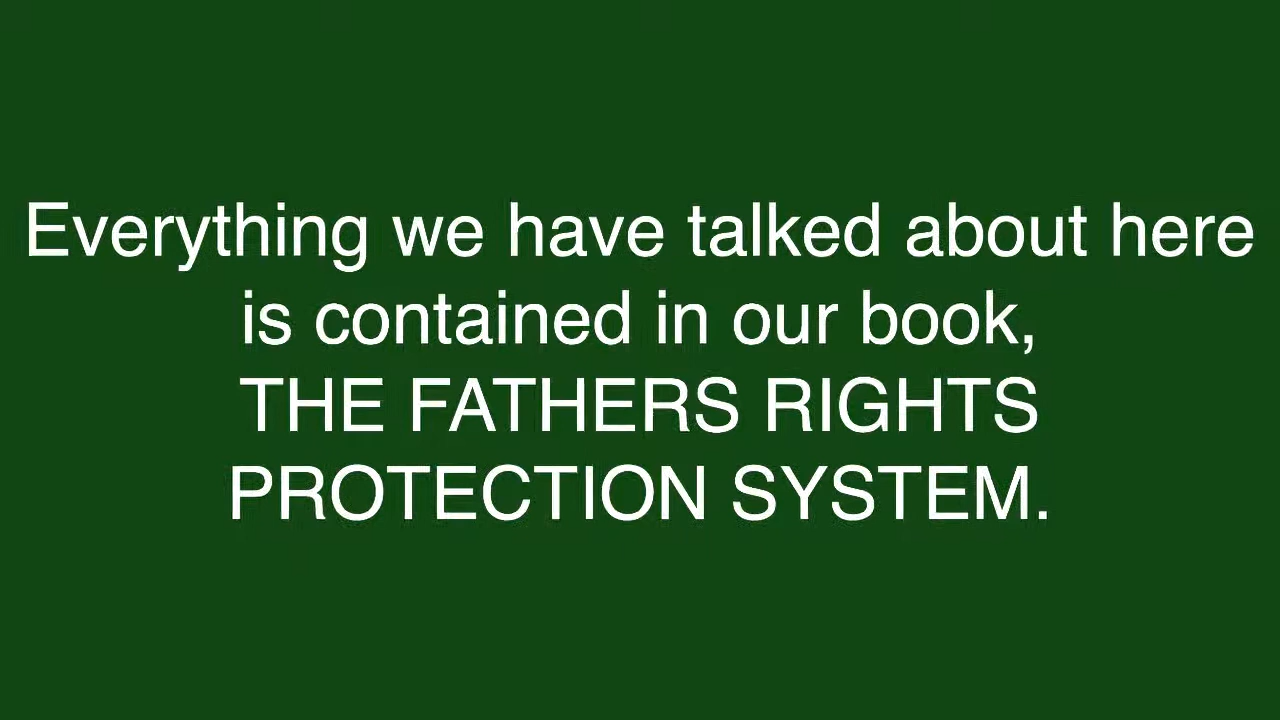 Everything we have talked about here
is contained in our book,
THE FATHERS RIGHTS
PROTECTION SYSTEM.